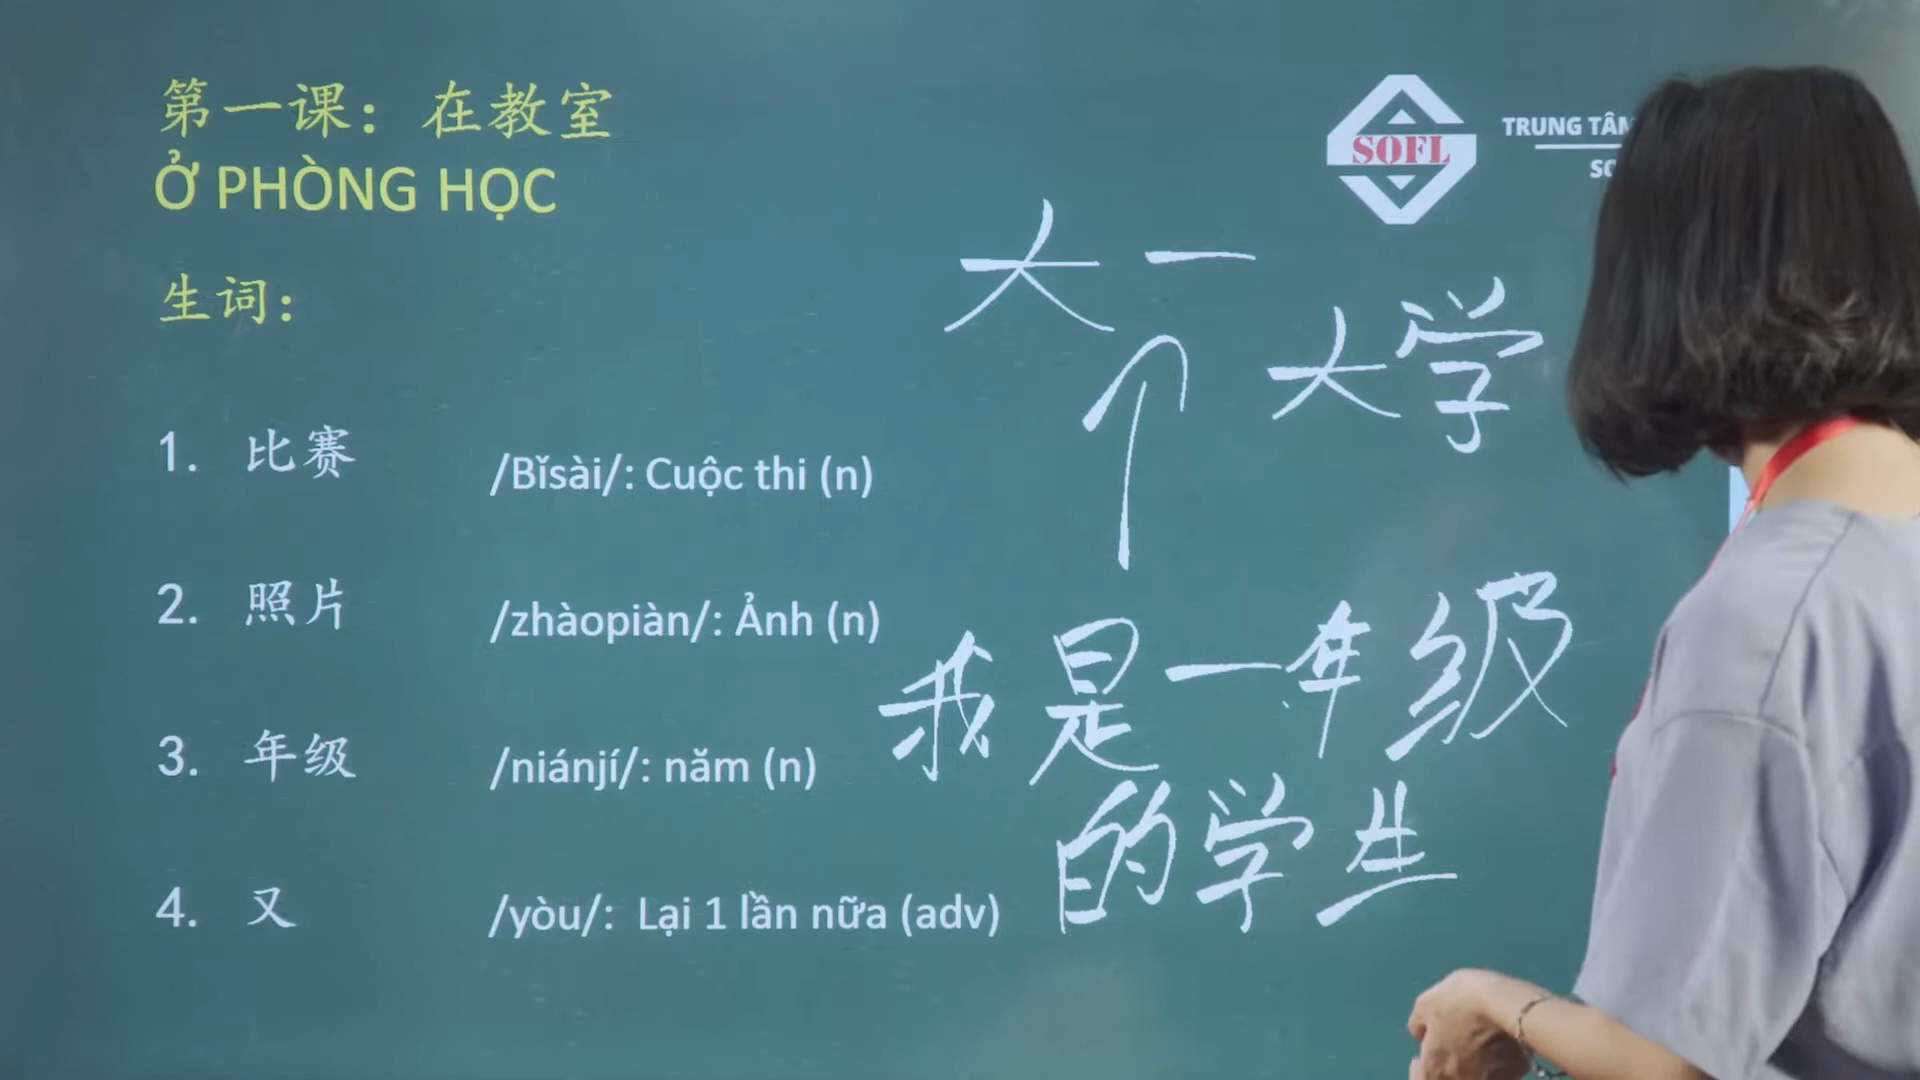 第一课：在教室
Ở PHÒNG HỌC
生词：
1. 比赛 /Bǐsài/: Cuộc thi (n)
2. 照片 /zhàopiàn/: Ảnh (n)
3. 年级 /niánjí/: năm (n)
4. 又 /yòu/: Lại 1 lần nữa (adv)
SOFL
TRUNG TÂM
大一
大学
个
我是一年级
的学生